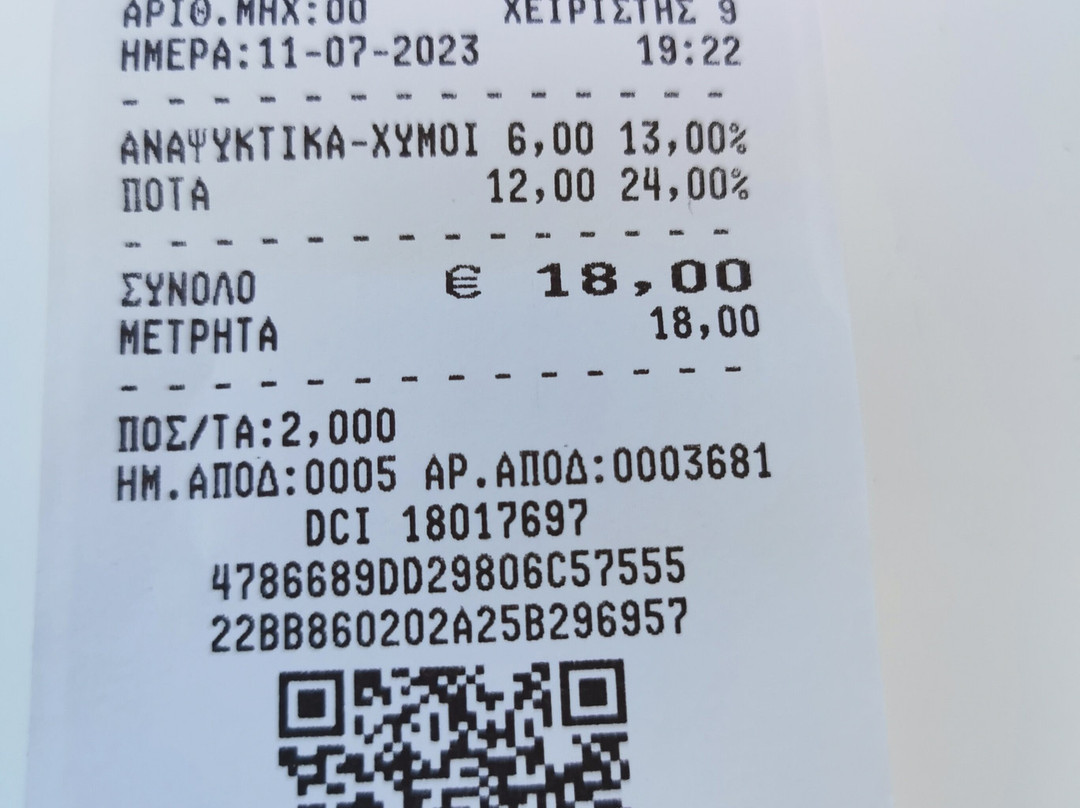 ΑΡΙΘ.ΜΗΧ:00 ΧΕΙΡΙΣΤΗΣ 9
ΗΜΕΡΑ:11-07-2023 19:22
ΑΝΑΨΥΚΤΙΚΑ-ΧΥΜΟΙ 6,00 13,00%
ΠΟΤΑ 12,00 24,00%
ΣΥΝΟΛΟ € 18,00
ΜΕΤΡΗΤΑ 18,00
ΠΟΣ/ΤΑ:2,000
ΗΜ.ΑΠΟΔ:0005 ΑΡ.ΑΠΟΔ:0003681
DCI 18017697
4786689DD29806C57555
22BB860202A25B296957